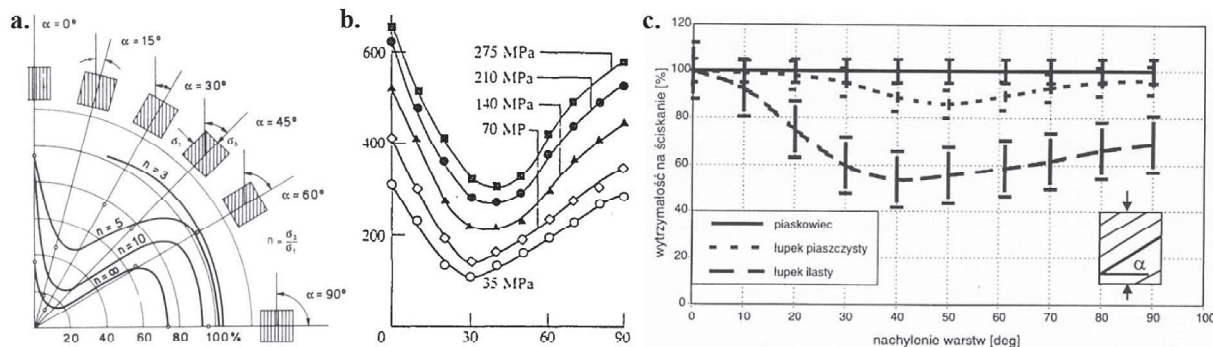 a.
α=0°
α=15°
α=30°
α=45°
α=60°
α=90°
σ₁
σ₃
n=3
n=5
n=10
n=∞
n = σ₃/σ₁
20 40 60 80 100 %
b.
600
400
200
0
275 MPa
210 MPa
140 MPa
70 MP
35 MPa
30 60 90
c.
wytrzymałość na ściskanie [%]
120
100
80
60
40
20
0
piaskowiec
łupek piaszczysty
łupek ilasty
α
0 10 20 30 40 50 60 70 80 90 100
nachylenie warstw [deg]